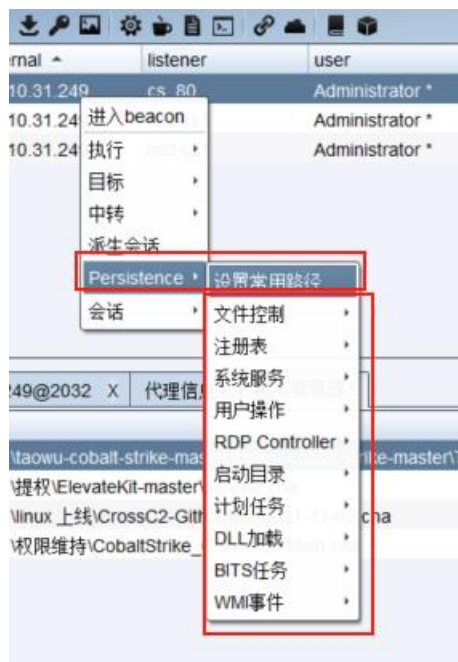 rnal listener user
10.31.249 cs_80 Administrator *
10.31.24 Administrator *
10.31.24 Administrator *
进入beacon
执行
目标
中转
派生会话
Persistence
会话
设置常用路径
文件控制
注册表
系统服务
用户操作
RDP Controller
启动目录
计划任务
DLL加载
BITS任务
WMI事件
249@2032 X 代理信
\taowu-cobalt-strike-mas ike-master\T
\提权\ElevateKit-master\
\linux 上线\CrossC2-Gith cna
\权限维持\CobaltStrike_